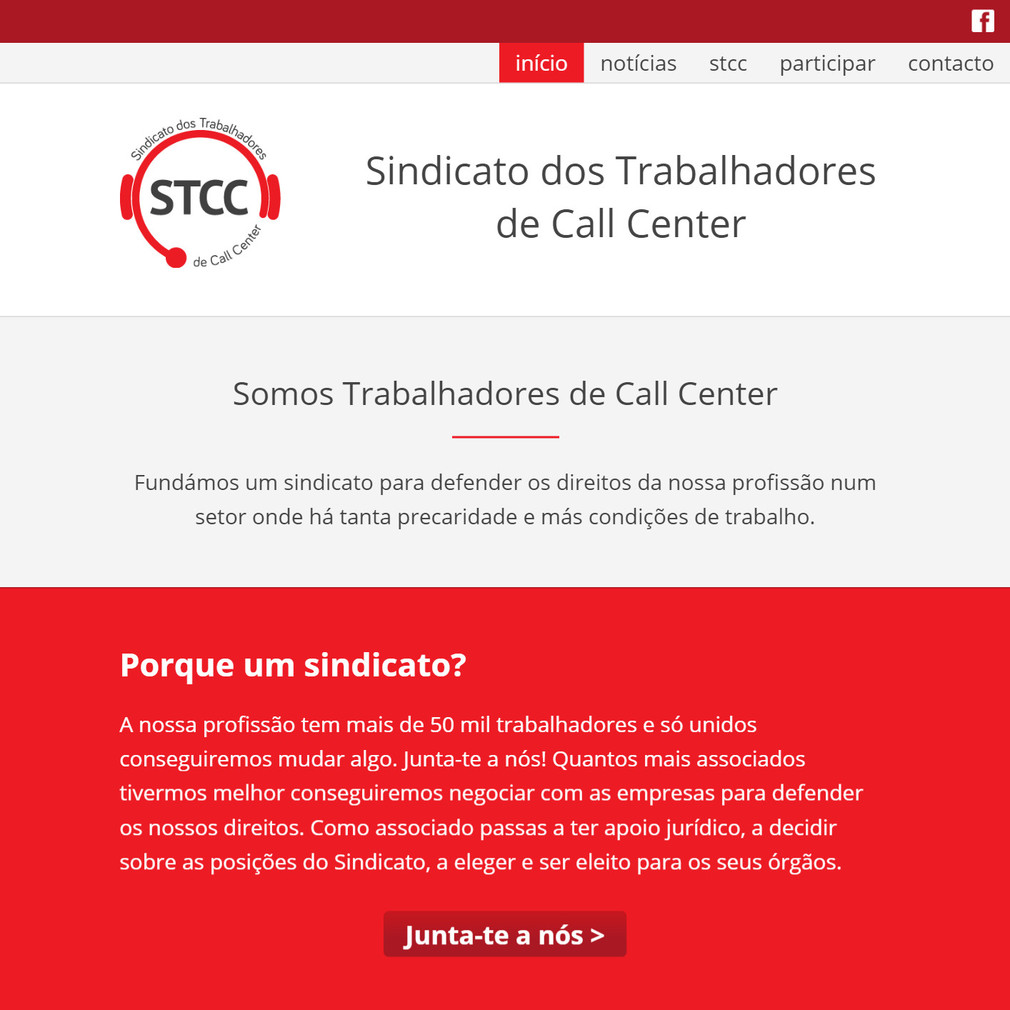 início
notícias
stcc
participar
contacto
Sindicato dos Trabalhadores
STCC
de Call Center
Sindicato dos Trabalhadores
de Call Center
Somos Trabalhadores de Call Center
Fundámos um sindicato para defender os direitos da nossa profissão num
setor onde há tanta precaridade e más condições de trabalho.
Porque um sindicato?
A nossa profissão tem mais de 50 mil trabalhadores e só unidos
conseguiremos mudar algo. Junta-te a nós! Quantos mais associados
tivermos melhor conseguiremos negociar com as empresas para defender
os nossos direitos. Como associado passas a ter apoio jurídico, a decidir
sobre as posições do Sindicato, a eleger e ser eleito para os seus órgãos.
Junta-te a nós >